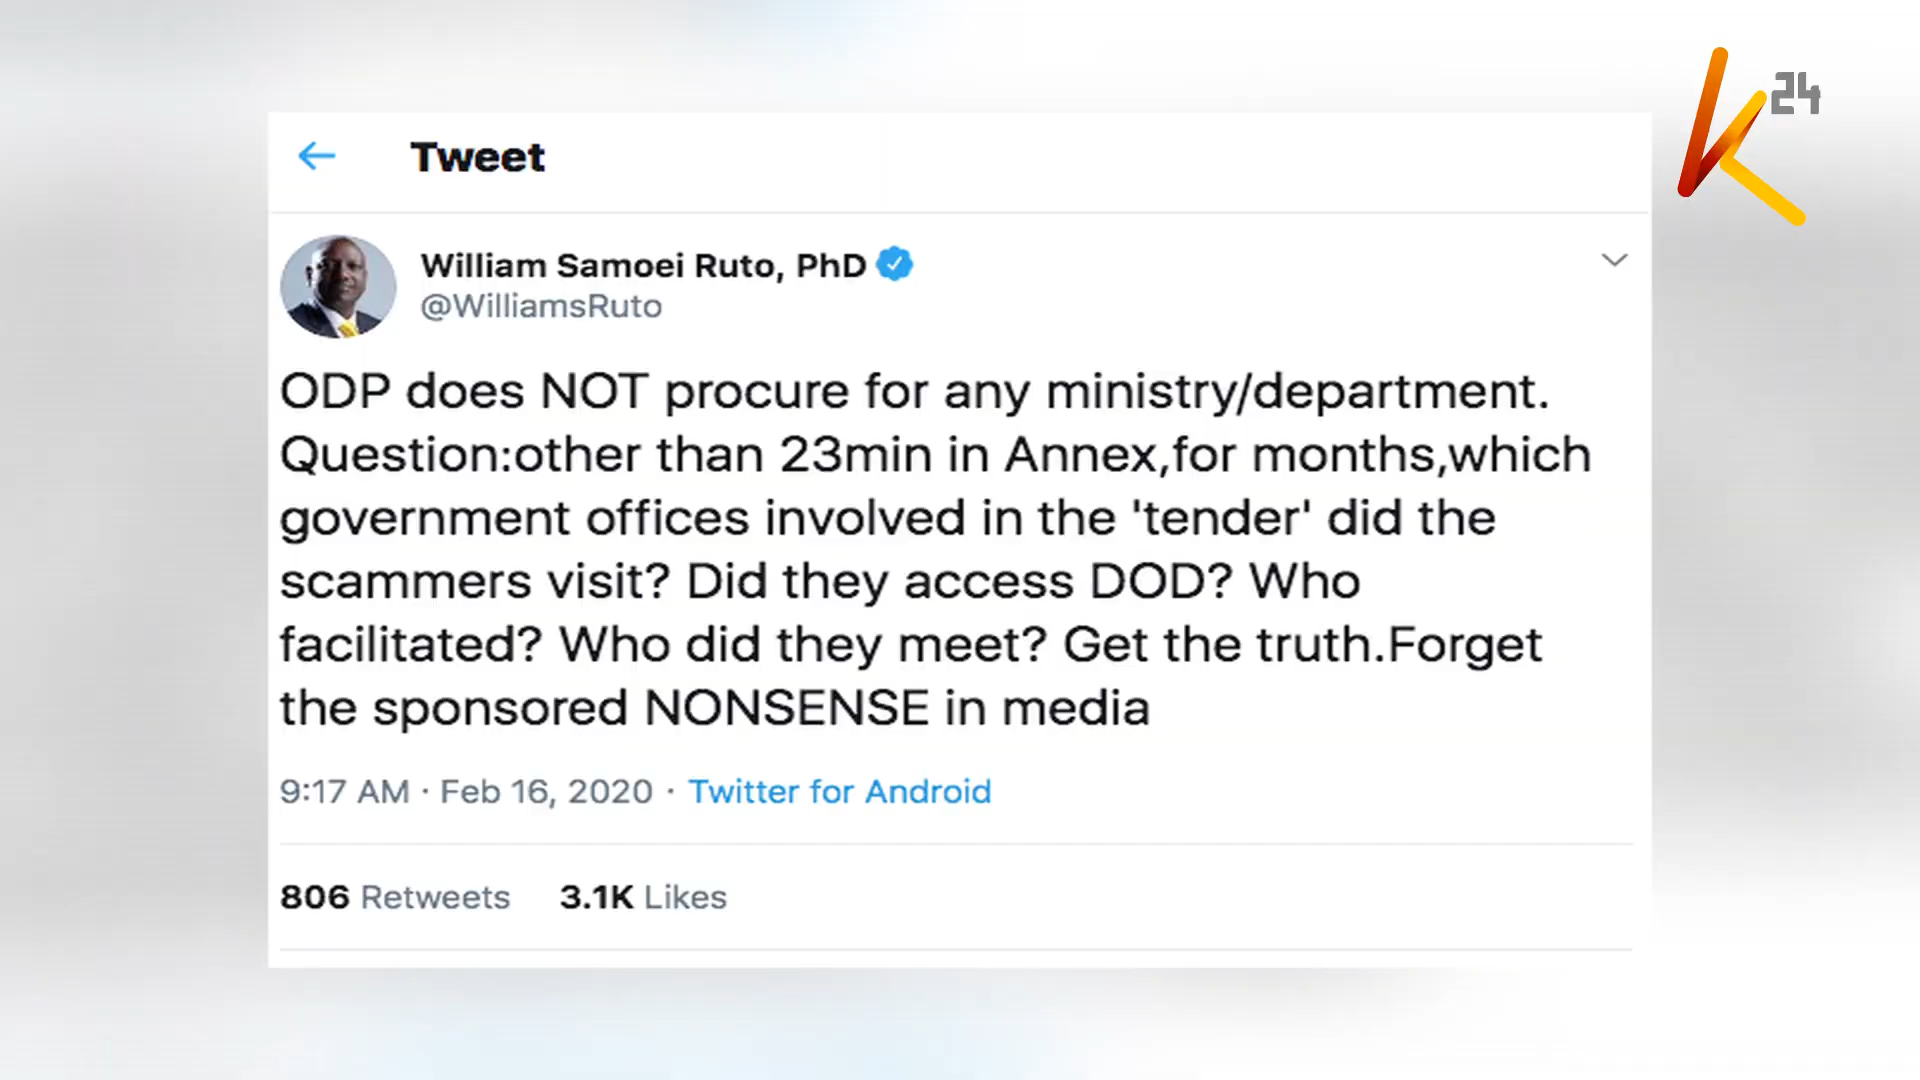 K24
Tweet
William Samoei Ruto, PhD
@WilliamsRuto
ODP does NOT procure for any ministry/department.
Question:other than 23min in Annex,for months,which
government offices involved in the 'tender' did the
scammers visit? Did they access DOD? Who
facilitated? Who did they meet? Get the truth.Forget
the sponsored NONSENSE in media
9:17 AM · Feb 16, 2020 · Twitter for Android
806 Retweets 3.1K Likes